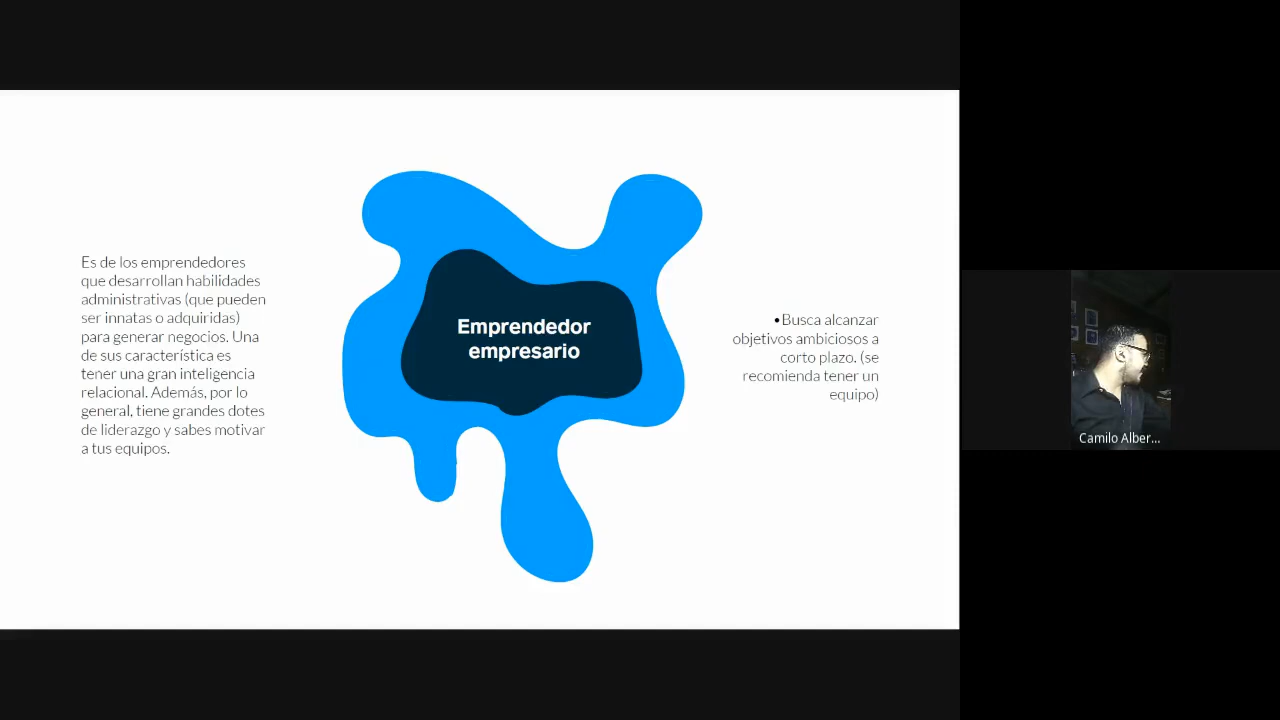 Es de los emprendedores
que desarrollan habilidades
administrativas (que pueden
ser innatas o adquiridas)
para generar negocios. Una
de sus característica es
tener una gran inteligencia
relacional. Además, por lo
general, tiene grandes dotes
de liderazgo y sabes motivar
a tus equipos.
Emprendedor
empresario
•Busca alcanzar
objetivos ambiciosos a
corto plazo. (se
recomienda tener un
equipo)
Camilo Alber...